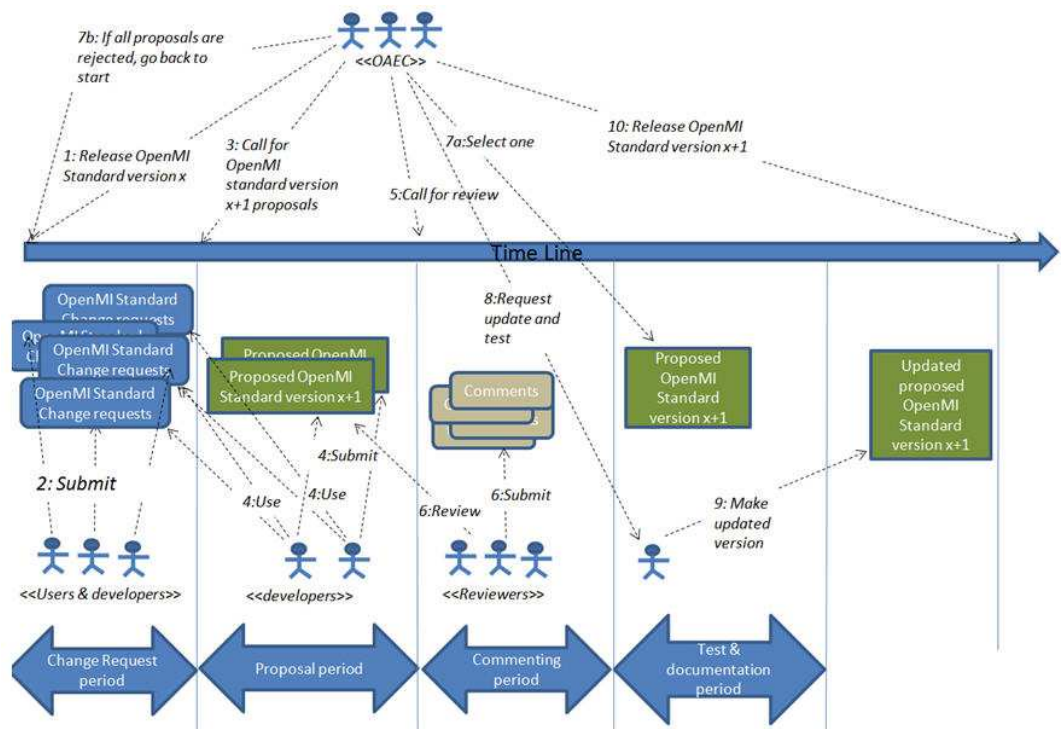 7b: If all proposals are
rejected, go back to
start
<<OAEC>>
1: Release OpenMI
Standard version x
3: Call for
OpenMI
standard version
x+1 proposals
5:Call for review
7a:Select one
10: Release OpenMI
Standard version x+1
Time Line
OpenMI Standard
Change requests
OpenMI Standard
Change requests
OpenMI Standard
Change requests
Proposed OpenMI
Proposed OpenMI
Standard version x+1
Comments
8:Request
update and
test
Proposed
OpenMI
Standard
version x+1
Updated
proposed
OpenMI
Standard
version x+1
2: Submit
4:Use
4:Use
4:Submit
6:Review
6:Submit
9: Make
updated
version
<<Users & developers>>
<<developers>>
<<Reviewers>>
Change Request
period
Proposal period
Commenting
period
Test &
documentation
period